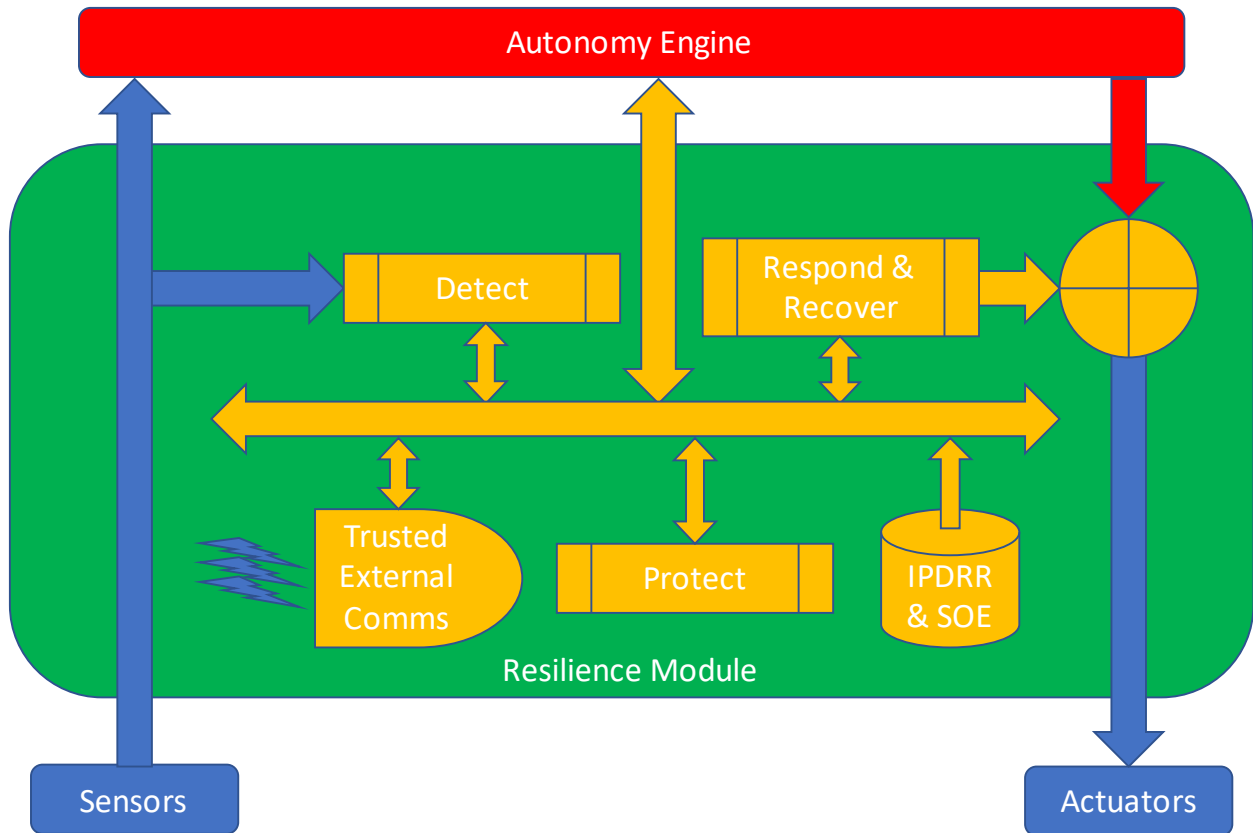 Autonomy Engine
Detect
Respond &
Recover
Trusted
External
Comms
Protect
IPDRR
& SOE
Resilience Module
Sensors
Actuators